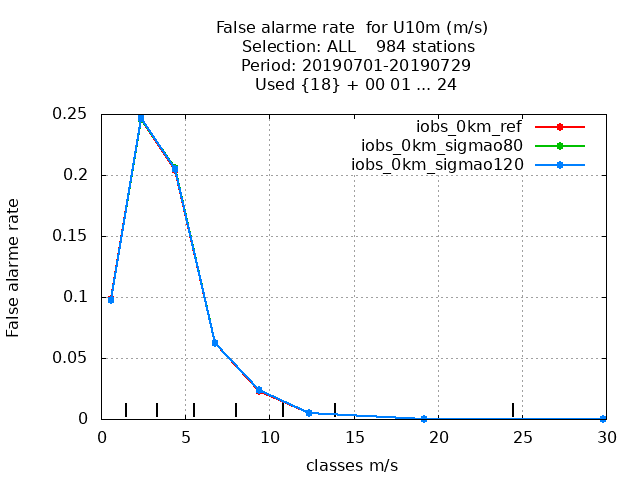 False alarme rate  for U10m (m/s)
Selection: ALL    984 stations
Period: 20190701-20190729
Used {18} + 00 01 ... 24
iobs_0km_ref
iobs_0km_sigmao80
iobs_0km_sigmao120
0.25
0.2
0.15
0.1
0.05
0
False alarme rate
0 5 10 15 20 25 30
classes m/s